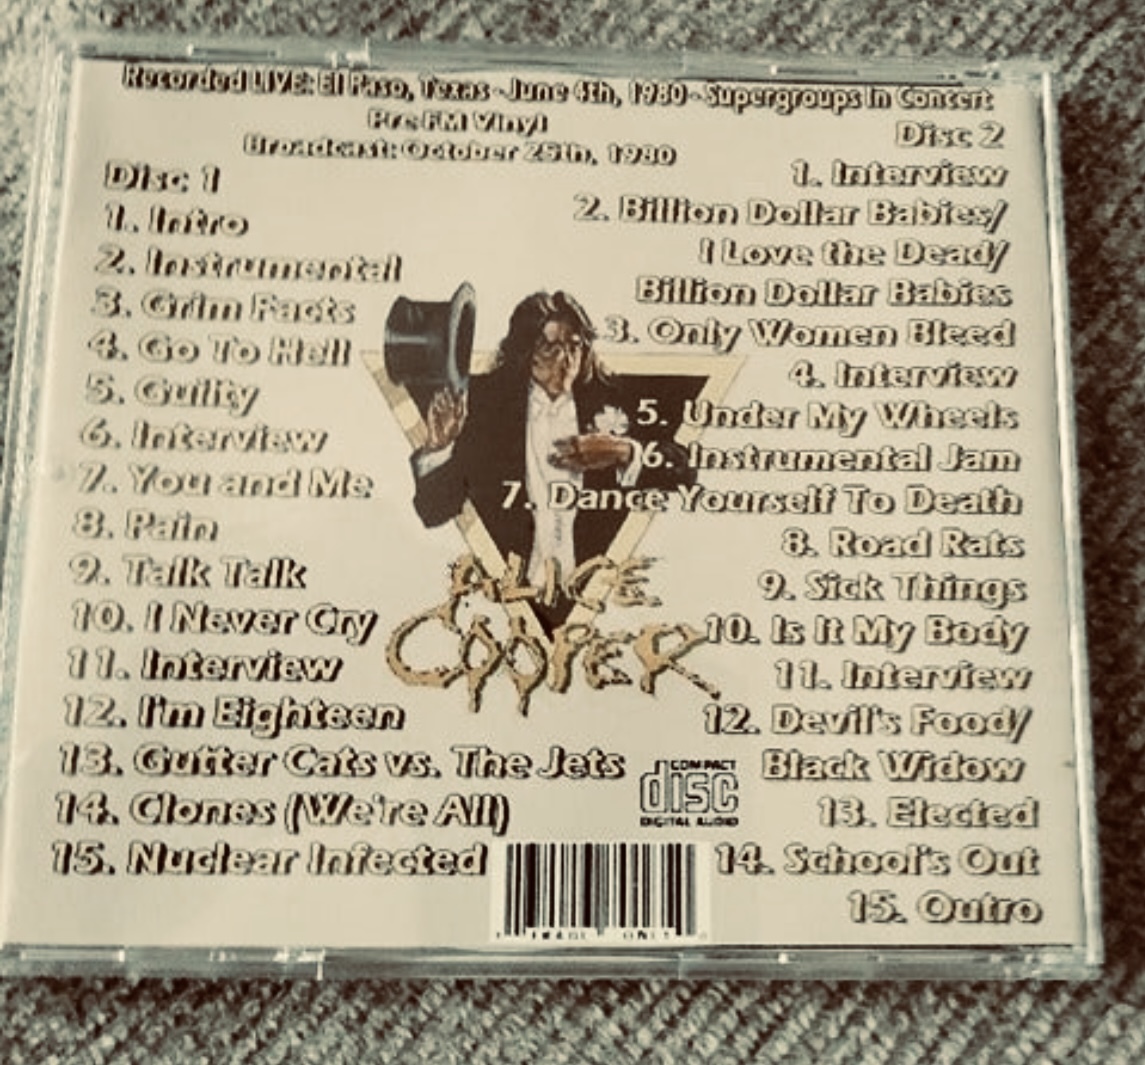 Recorded LIVE: El Paso, Texas - June 4th, 1980 - Supergroups In Concert
Pre FM Vinyl
Broadcast: October 25th, 1980
Disc 1
1. Intro
2. Instrumental
3. Grim Facts
4. Go To Hell
5. Guilty
6. Interview
7. You and Me
8. Pain
9. Talk Talk
10. I Never Cry
11. Interview
12. I'm Eighteen
13. Gutter Cats vs. The Jets
14. Clones (We're All)
15. Nuclear Infected
Disc 2
1. Interview
2. Billion Dollar Babies/
I Love the Dead/
Billion Dollar Babies
3. Only Women Bleed
4. Interview
5. Under My Wheels
6. Instrumental Jam
7. Dance Yourself To Death
8. Road Rats
9. Sick Things
10. Is It My Body
11. Interview
12. Devil's Food/
Black Widow
13. Elected
14. School's Out
15. Outro
ALICE
COOPER
COMPACT
disc
DIGITAL AUDIO